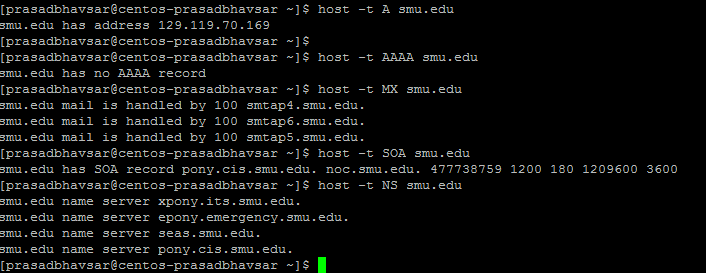 [prasadbhavsar@centos-prasadbhavsar ~]$ host -t A smu.edu
smu.edu has address 129.119.70.169
[prasadbhavsar@centos-prasadbhavsar ~]$
[prasadbhavsar@centos-prasadbhavsar ~]$ host -t AAAA smu.edu
smu.edu has no AAAA record
[prasadbhavsar@centos-prasadbhavsar ~]$ host -t MX smu.edu
smu.edu mail is handled by 100 smtap4.smu.edu.
smu.edu mail is handled by 100 smtap6.smu.edu.
smu.edu mail is handled by 100 smtap5.smu.edu.
[prasadbhavsar@centos-prasadbhavsar ~]$ host -t SOA smu.edu
smu.edu has SOA record pony.cis.smu.edu. noc.smu.edu. 477738759 1200 180 1209600 3600
[prasadbhavsar@centos-prasadbhavsar ~]$ host -t NS smu.edu
smu.edu name server xpony.its.smu.edu.
smu.edu name server epony.emergency.smu.edu.
smu.edu name server seas.smu.edu.
smu.edu name server pony.cis.smu.edu.
[prasadbhavsar@centos-prasadbhavsar ~]$